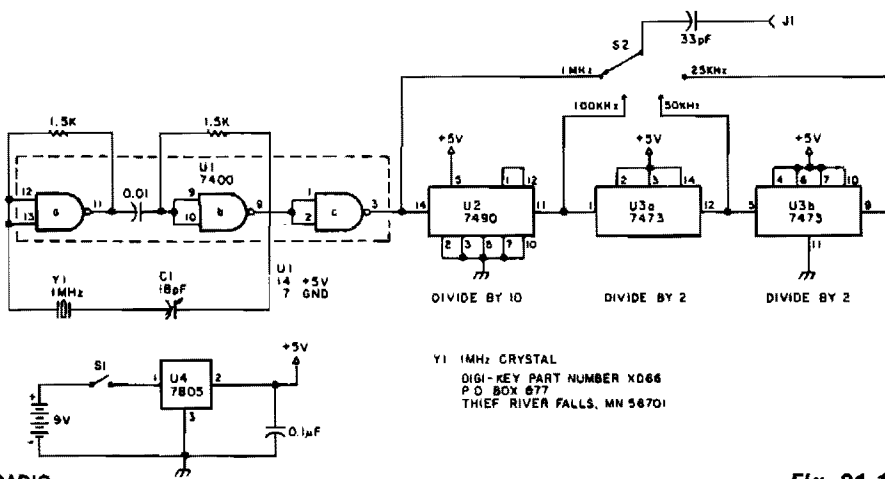 J1
33pF
S2
1MHz
25KHz
100KHz
50KHz
1.5K
1.5K
+5V
+5V
+5V
U1
7400
12
13
a
11
0.01
9
10
b
8
1
2
c
3
14
5
1
12
U2
7490
11
2
3
6
7
10
1
2
3
14
U3a
7473
12
5
4
6
7
10
U3b
7473
9
11
Y1
1MHz
C1
18pF
U1
14 +5V
7 GND
DIVIDE BY 10
DIVIDE BY 2
DIVIDE BY 2
S1
1
U4
7805
2
3
+5V
+
9V
-
0.1µF
Y1 1MHz CRYSTAL
DIGI-KEY PART NUMBER X066
P O BOX 677
THIEF RIVER FALLS, MN 56701